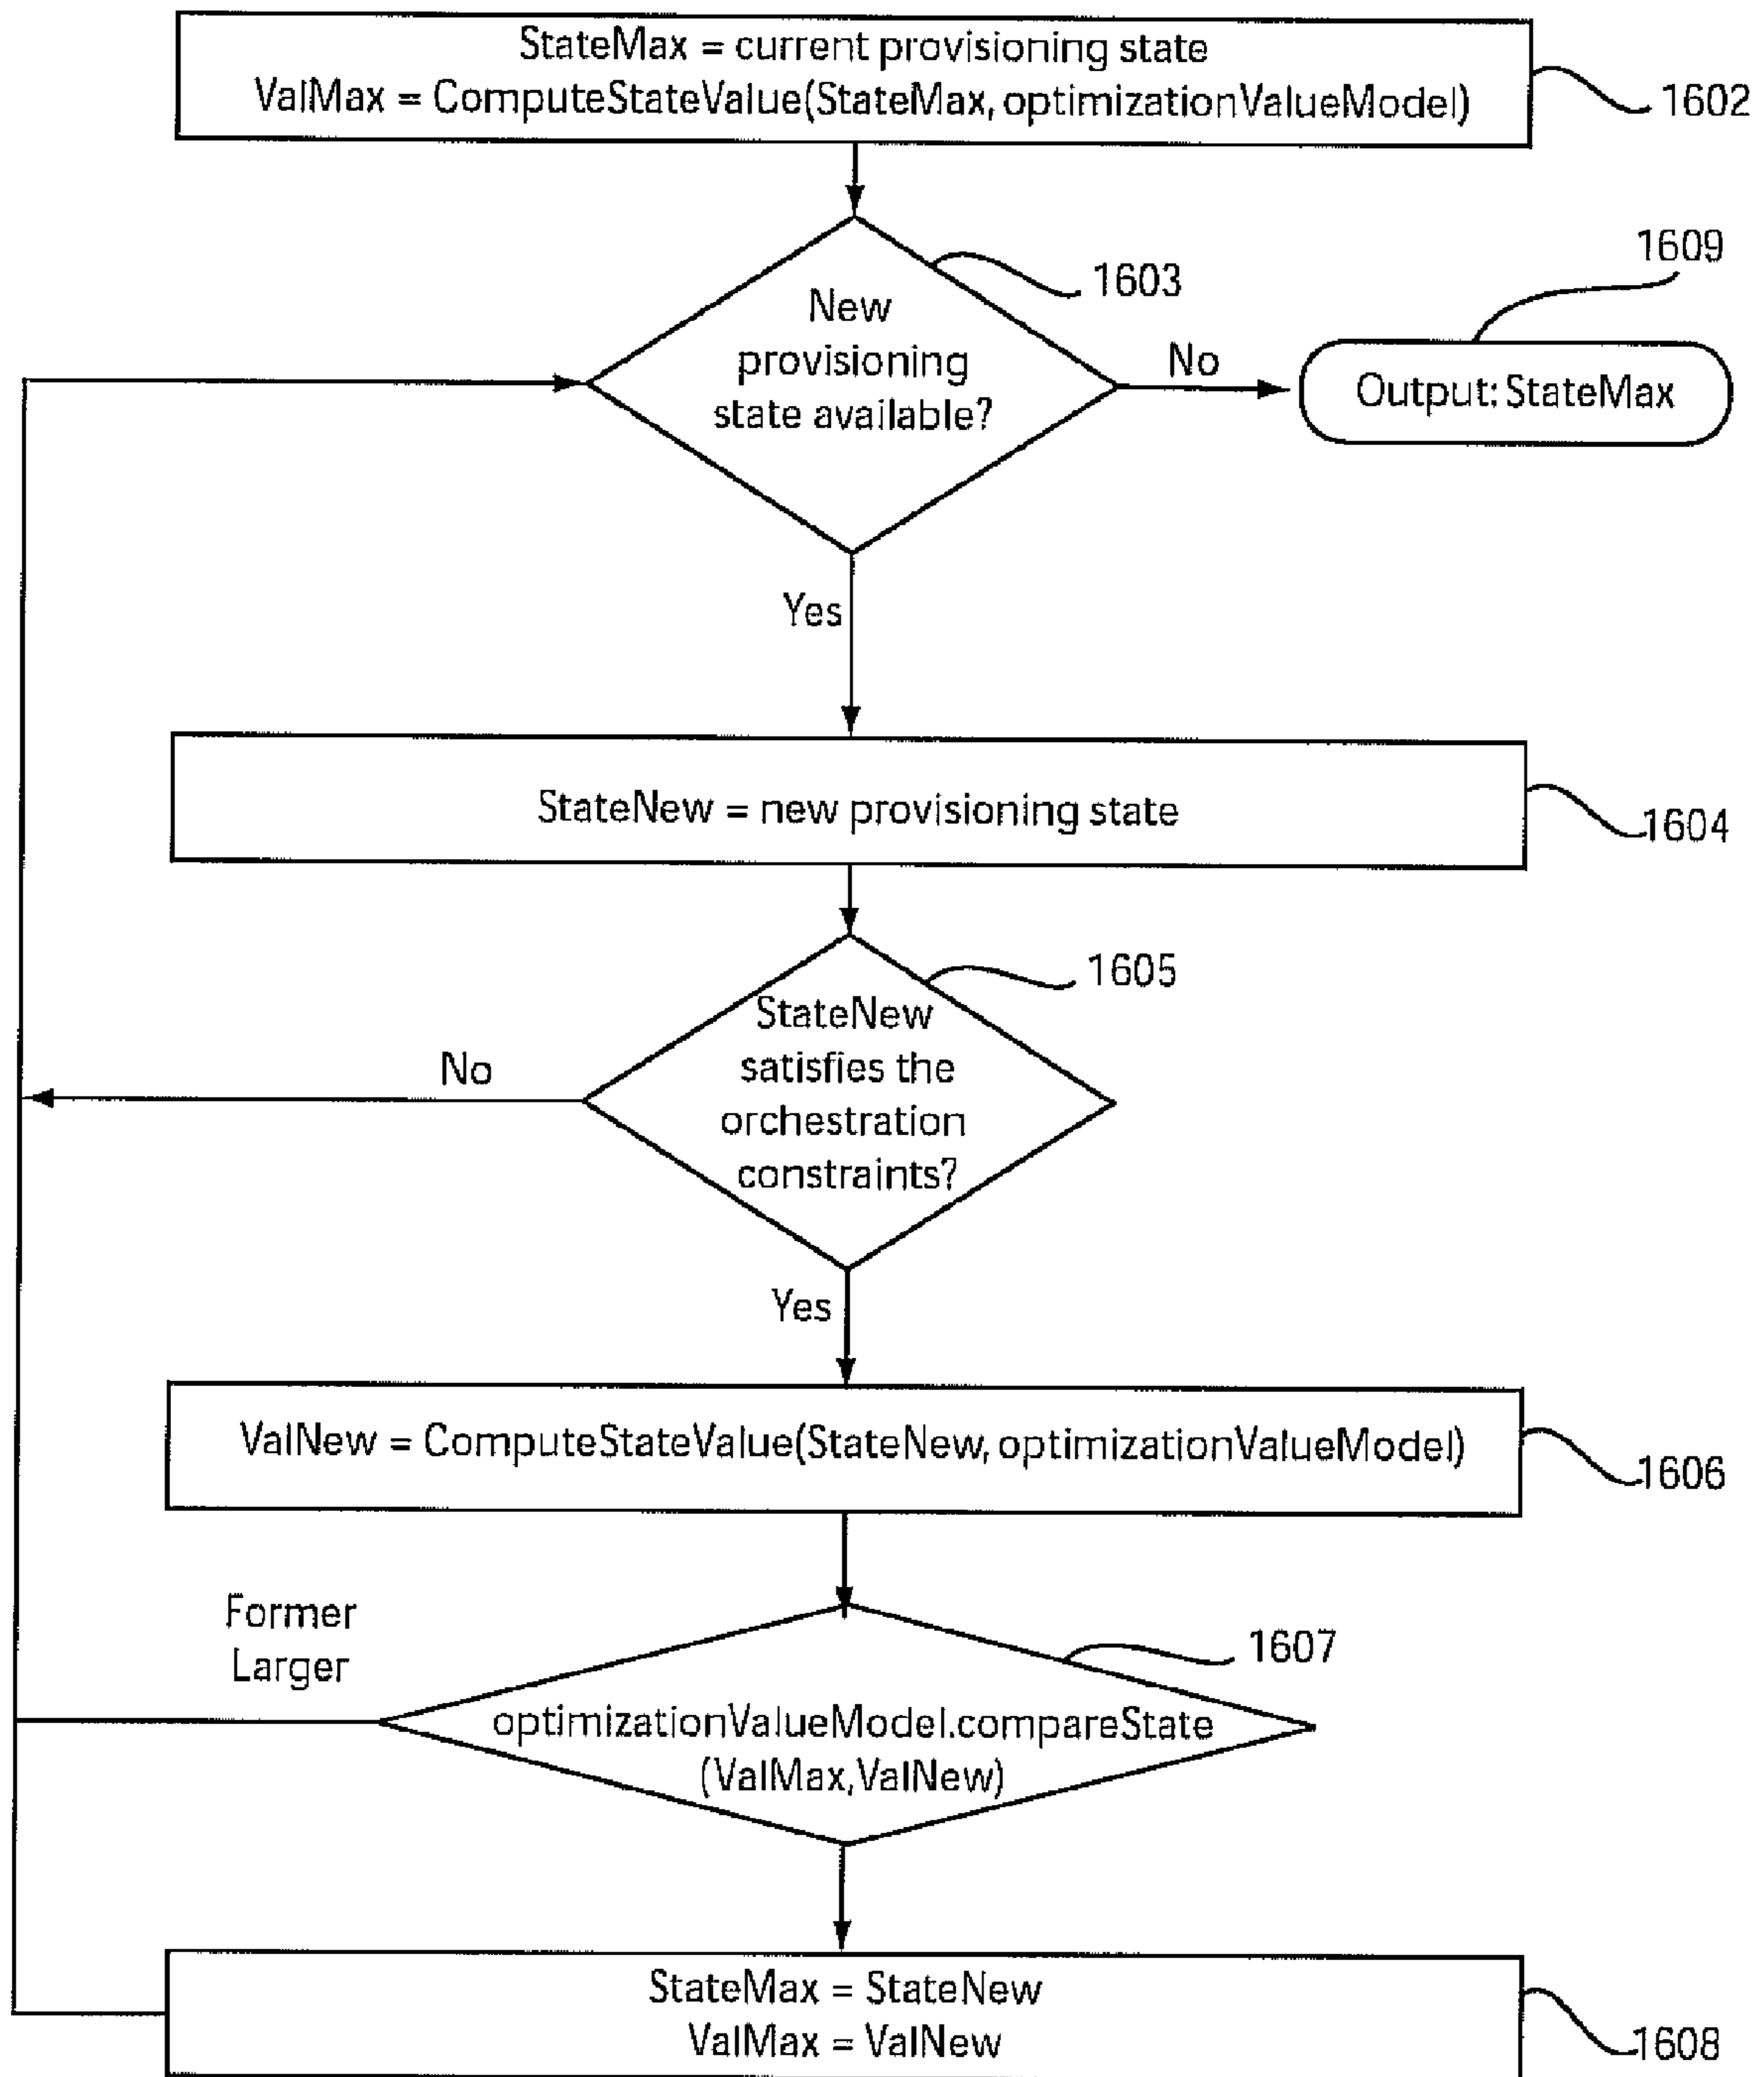 StateMax = current provisioning state
ValMax = ComputeStateValue(StateMax, optimizationValueModel)
1602
1603
1609
New
provisioning
state available?
No
Output: StateMax
Yes
StateNew = new provisioning state
1604
1605
StateNew
satisfies the
orchestration
constraints?
No
Yes
ValNew = ComputeStateValue(StateNew, optimizationValueModel)
1606
Former
Larger
1607
optimizationValueModel.compareState
(ValMax,ValNew)
StateMax = StateNew
ValMax = ValNew
1608